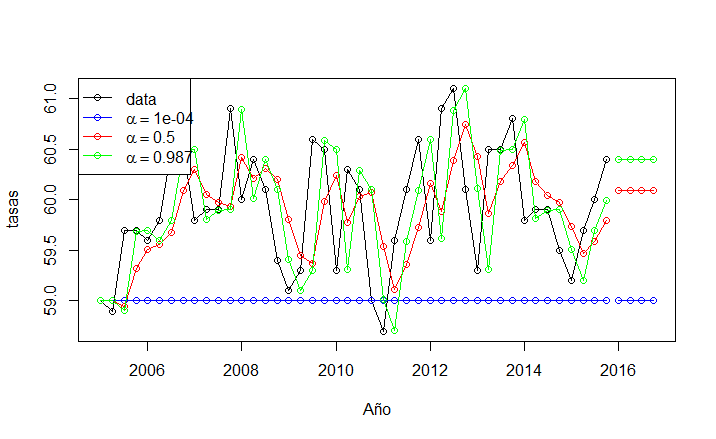 data
α = 1e-04
α = 0.5
α = 0.987
tasas
61.0
60.5
60.0
59.5
59.0
2006 2008 2010 2012 2014 2016
Año